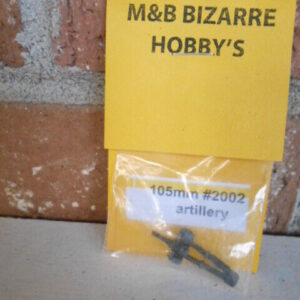 M&B BIZARRE
HOBBY'S
105mm #2002
artillery